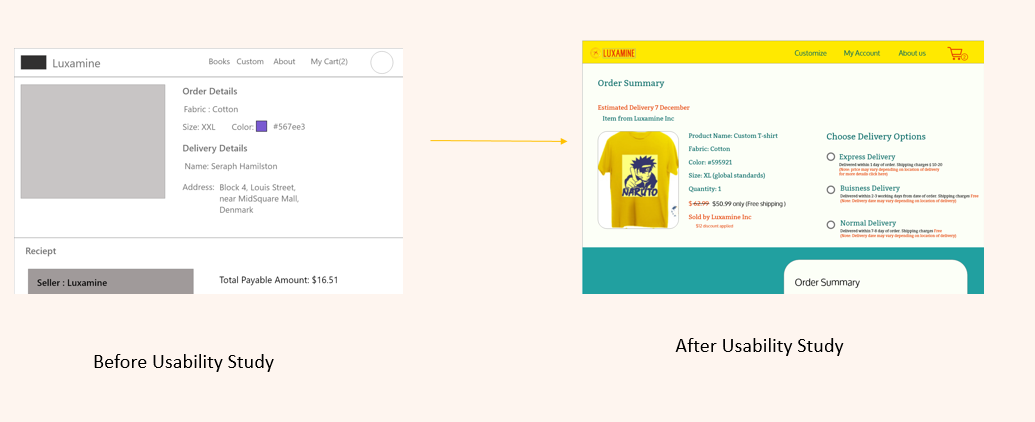 Luxamine
Books Custom About My Cart(2)
Order Details
Fabric : Cotton
Size: XXL Color: #567ee3
Delivery Details
Name: Seraph Hamilston
Address: Block 4, Louis Street,
near MidSquare Mall,
Denmark
Reciept
Seller : Luxamine
Total Payable Amount: $16.51
Before Usability Study
LUXAMINE
Customize My Account About us
Order Summary
Estimated Delivery 7 December
Item from Luxamine Inc
NARUTO
Product Name: Custom T-shirt
Fabric: Cotton
Color: #595921
Size: XL (global standards)
Quantity: 1
$ 62.99 $50.99 only (Free shipping )
Sold by Luxamine Inc
$12 discount applied
Choose Delivery Options
Express Delivery
Delivered within 1 day of order. Shipping charges $ 10-20
(Note: price may vary depending on location of delivery)
for more details click here)
Buisness Delivery
Delivered within 2-3 working days from date of order. Shipping charges Free
(Note: Delivery date may vary depending on location of delivery)
Normal Delivery
Delivered within 7-8 day of order. Shipping charges Free
(Note: Delivery date may vary depending on location of delivery)
Order Summary
After Usability Study